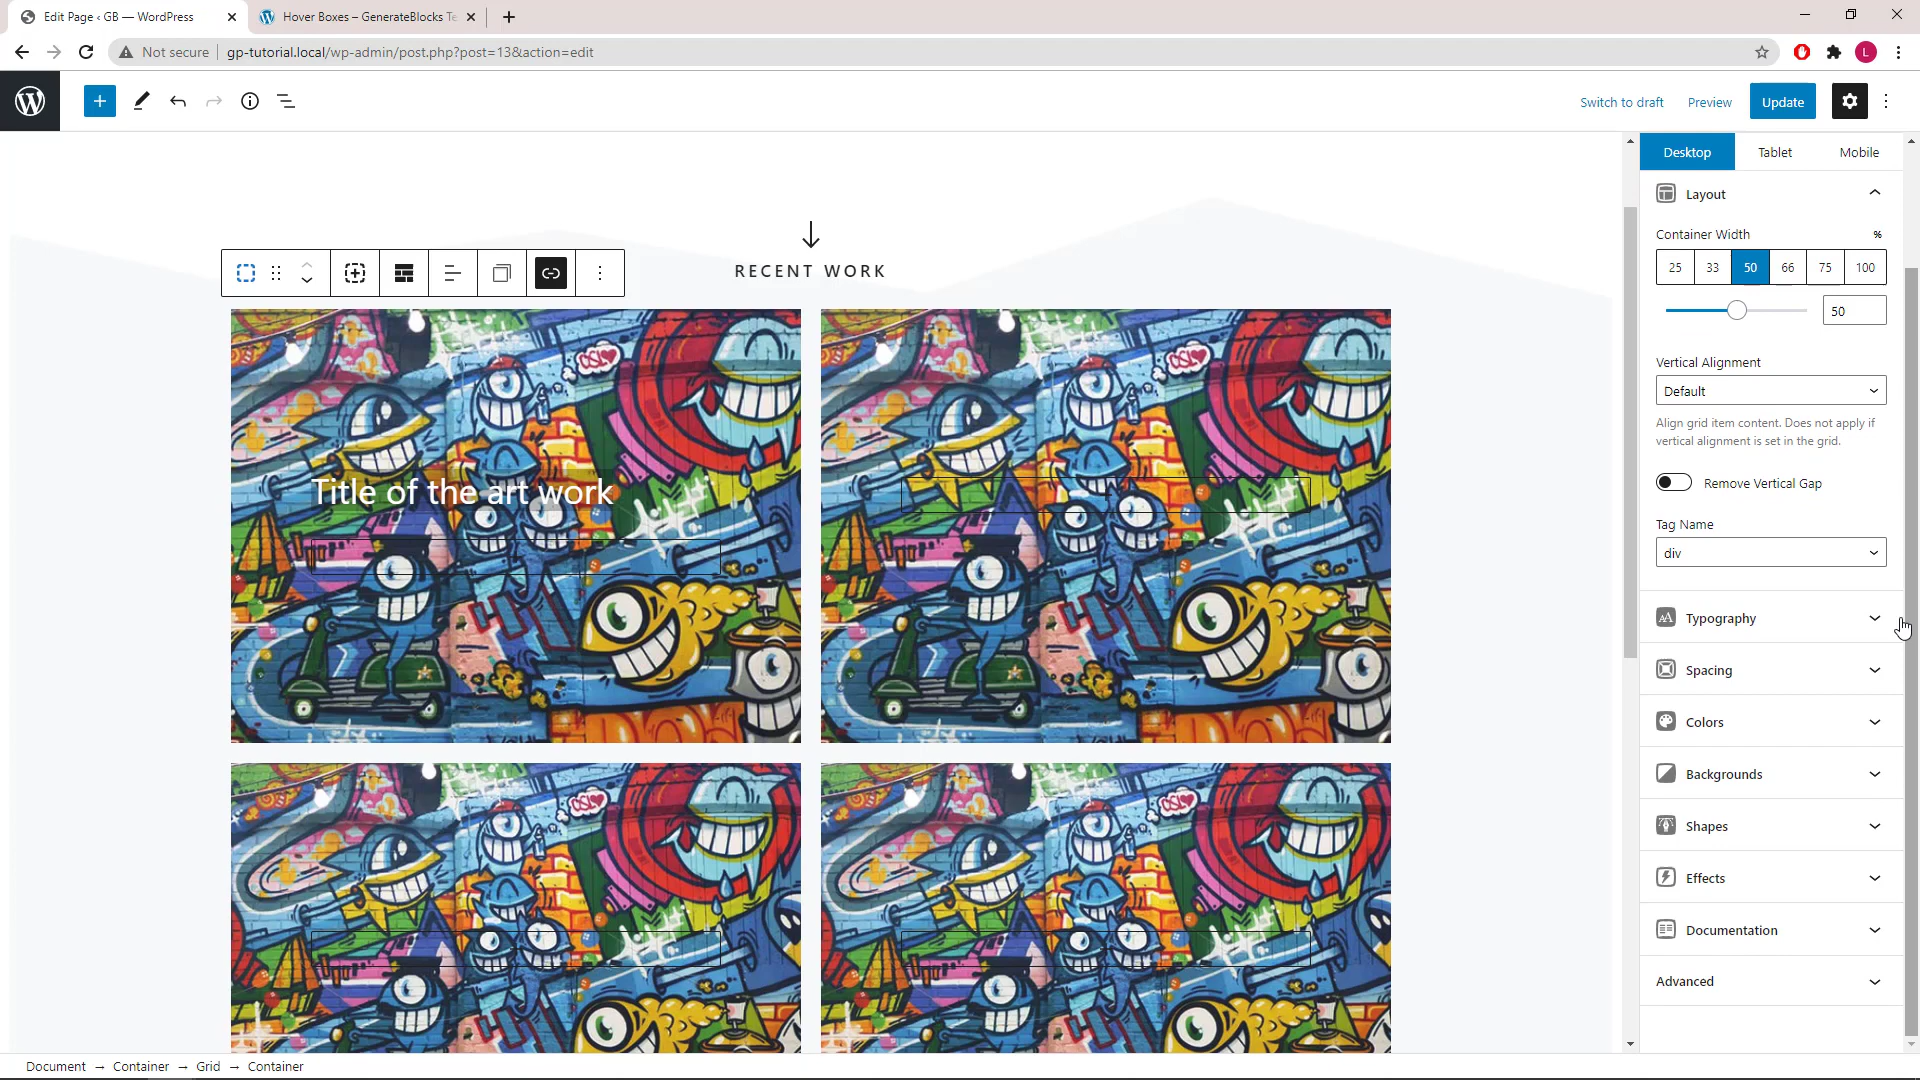 Edit Page ‹ GB — WordPress
Hover Boxes – GenerateBlocks Te
Not secure
gp-tutorial.local/wp-admin/post.php?post=13&action=edit
L
Switch to draft
Preview
Update
Desktop
Tablet
Mobile
Layout
Container Width
%
25
33
50
66
75
100
50
Vertical Alignment
Default
Align grid item content. Does not apply if
vertical alignment is set in the grid.
Remove Vertical Gap
Tag Name
div
Typography
Spacing
Colors
Backgrounds
Shapes
Effects
Documentation
Advanced
RECENT WORK
Title of the art work
Document → Container → Grid → Container